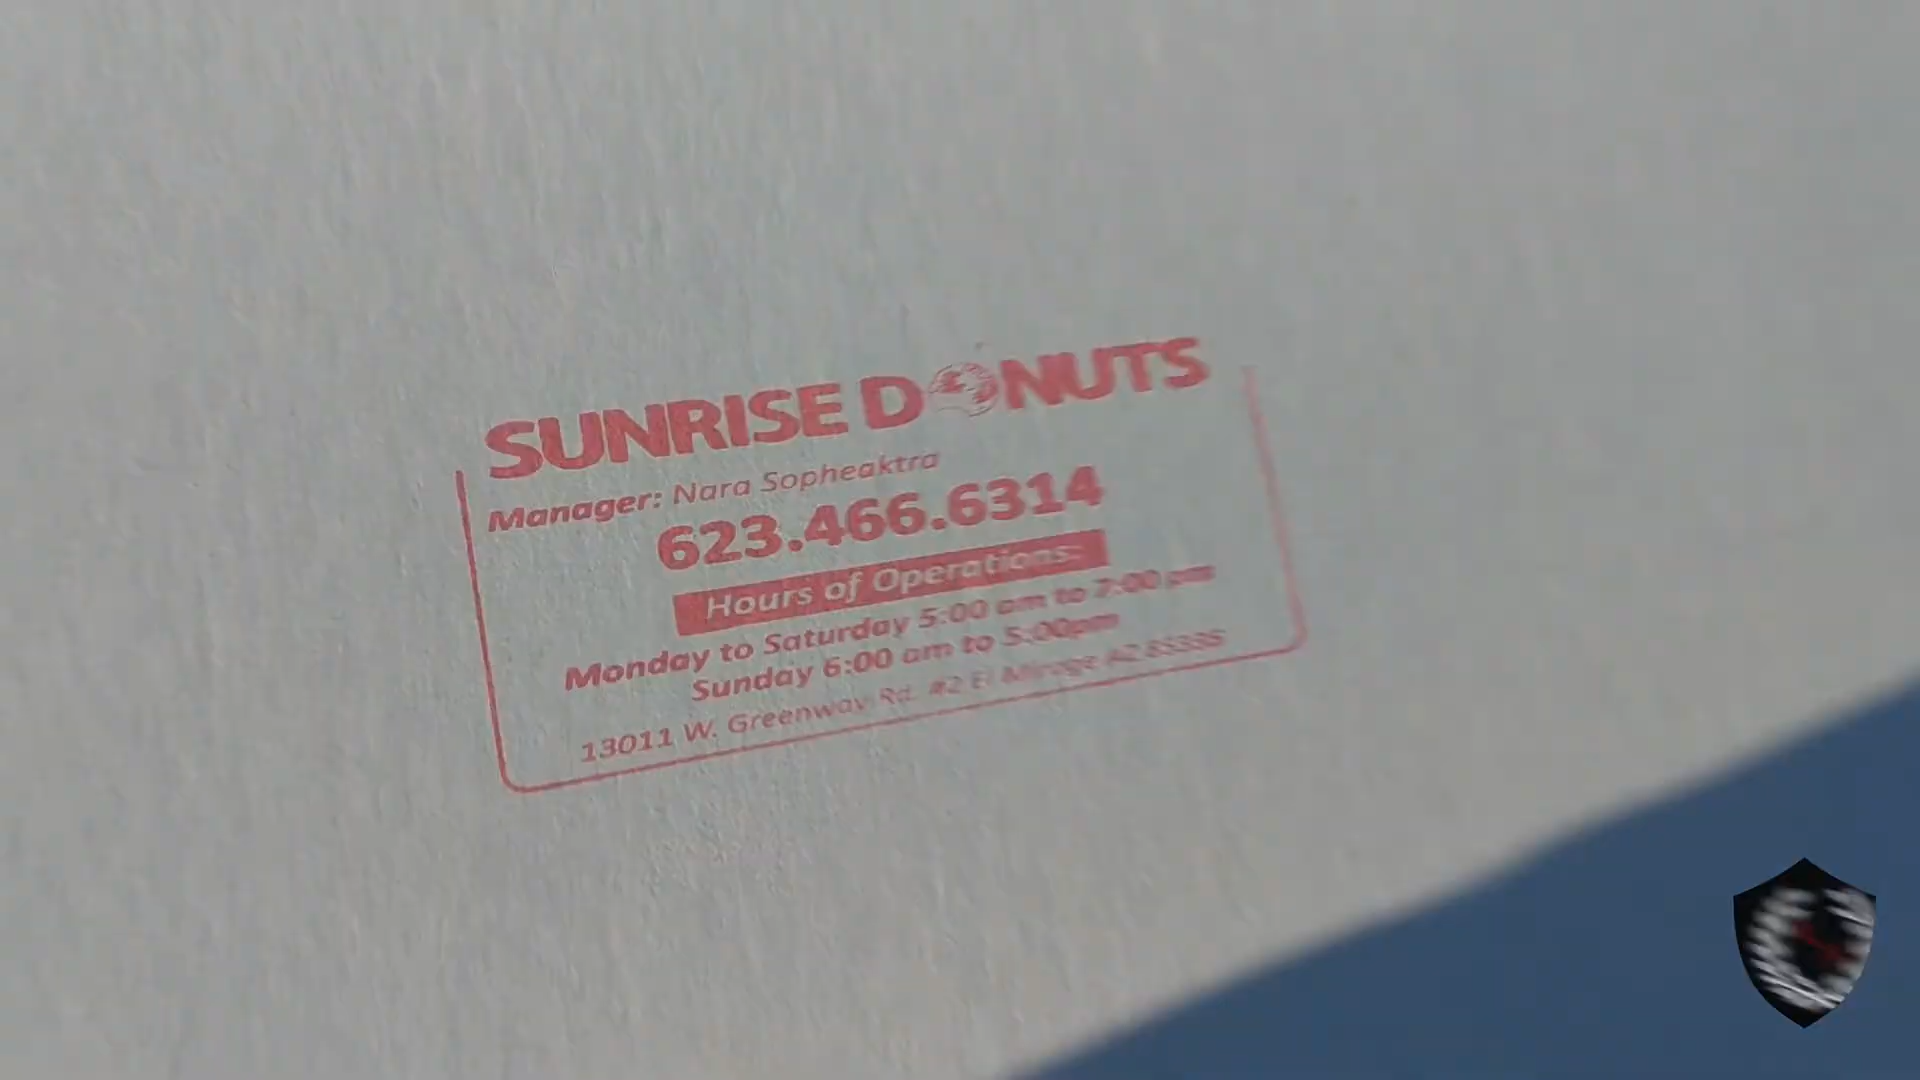 SUNRISE DONUTS
Manager: Nara Sopheaktra
623.466.6314
Hours of Operations:
Monday to Saturday 5:00 am to 7:00 pm
Sunday 6:00 am to 5:00pm
13011 W. Greenway Rd. #2 El Mirage AZ 85335